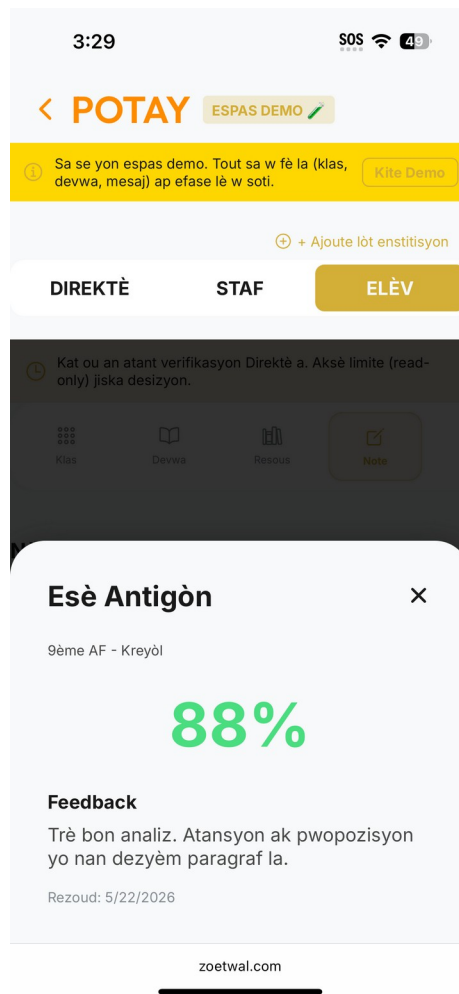 3:29
SOS
49
POTAY
ESPAS DEMO
Sa se yon espas demo. Tout sa w fè la (klas,
devwa, mesaj) ap efase lè w soti.
Kite Demo
+ Ajoute lòt enstitisyon
DIREKTÈ
STAF
ELÈV
Kat ou an atant verifikasyon Direktè a. Aksè limite (read-
only) jiska desizyon.
Klas
Devwa
Resous
Note
Esè Antigòn
9ème AF - Kreyòl
88%
Feedback
Trè bon analiz. Atansyon ak pwopozisyon
yo nan dezyèm paragraf la.
Rezoud: 5/22/2026
zoetwal.com